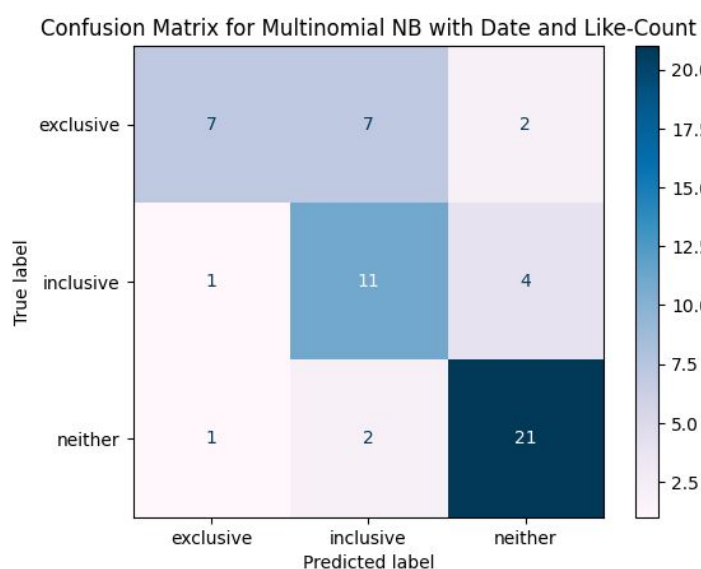 Confusion Matrix for Multinomial NB with Date and Like-Count
True label
exclusive 7 7 2
inclusive 1 11 4
neither 1 2 21
exclusive inclusive neither
Predicted label
20.0
17.5
15.0
12.5
10.0
7.5
5.0
2.5